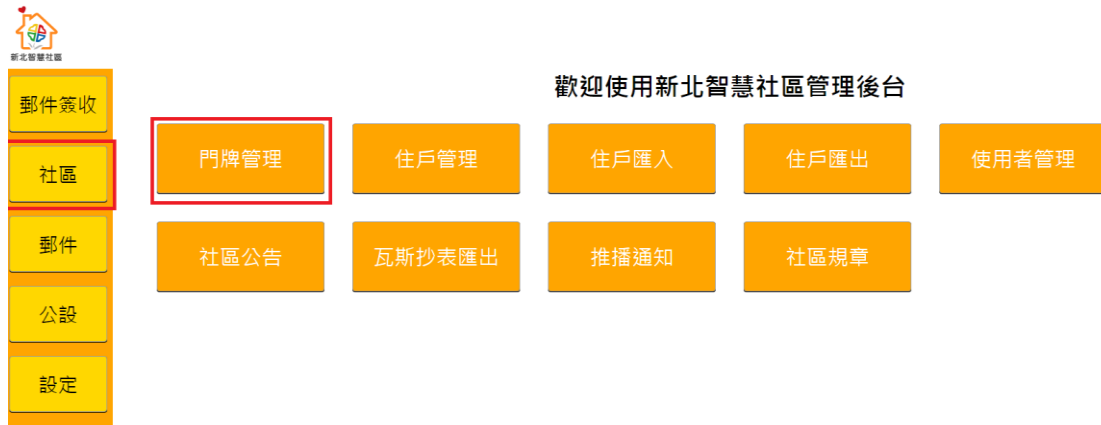 新北智慧社區
歡迎使用新北智慧社區管理後台
郵件簽收
社區
郵件
公設
設定
門牌管理
住戶管理
住戶匯入
住戶匯出
使用者管理
社區公告
瓦斯抄表匯出
推播通知
社區規章